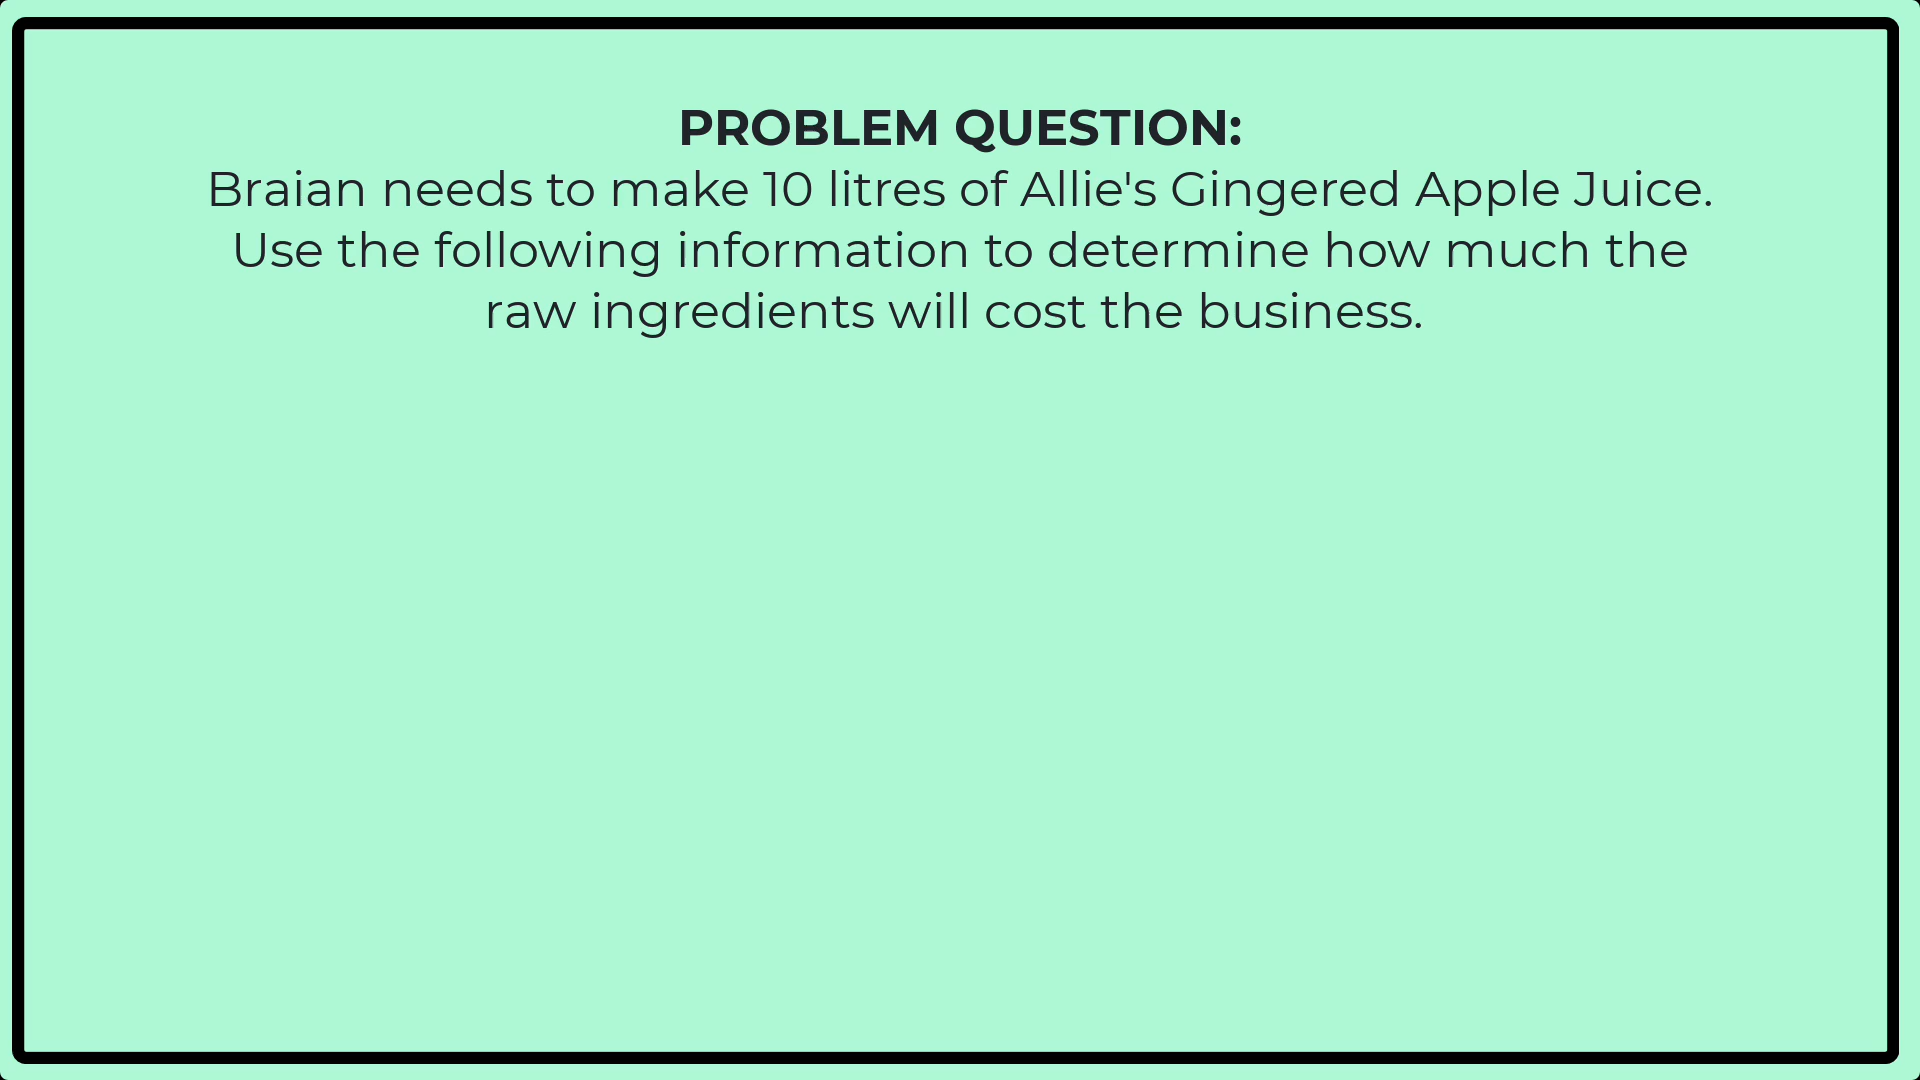 PROBLEM QUESTION:
Braian needs to make 10 litres of Allie's Gingered Apple Juice.
Use the following information to determine how much the
raw ingredients will cost the business.